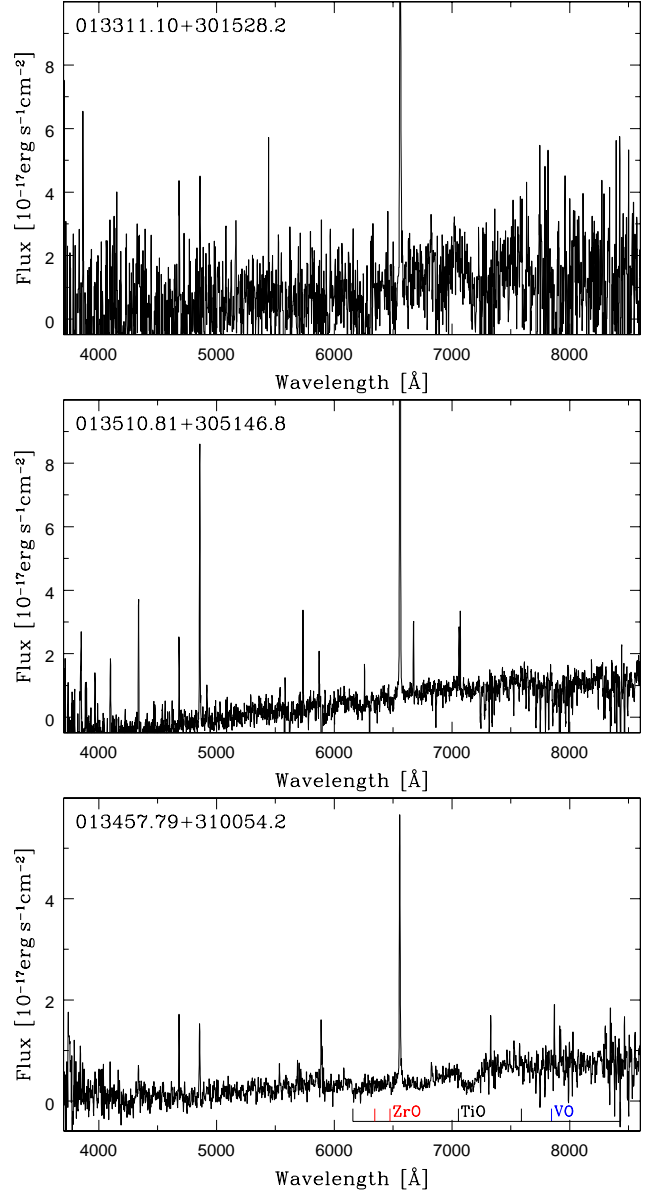 013311.10+301528.2
8
6
4
2
0
Flux [10⁻¹⁷erg s⁻¹cm⁻²]
4000 5000 6000 7000 8000
Wavelength [Å]
013510.81+305146.8
8
6
4
2
0
Flux [10⁻¹⁷erg s⁻¹cm⁻²]
4000 5000 6000 7000 8000
Wavelength [Å]
013457.79+310054.2
4
2
0
Flux [10⁻¹⁷erg s⁻¹cm⁻²]
ZrO TiO VO
4000 5000 6000 7000 8000
Wavelength [Å]